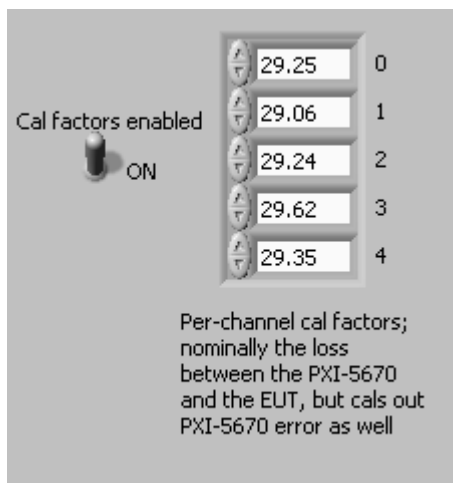 29.25 0
Cal factors enabled 29.06 1
ON 29.24 2
29.62 3
29.35 4
Per-channel cal factors;
nominally the loss
between the PXI-5670
and the EUT, but cals out
PXI-5670 error as well